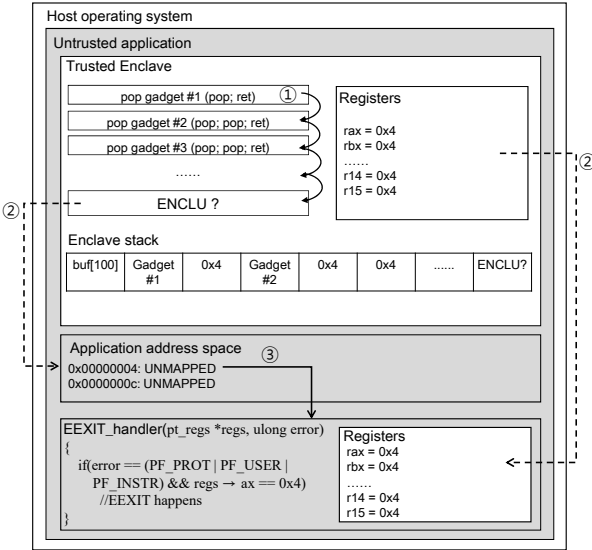 Host operating system
Untrusted application
Trusted Enclave
pop gadget #1 (pop; ret) ①
pop gadget #2 (pop; pop; ret)
pop gadget #3 (pop; pop; ret)
……
ENCLU ?
Registers
rax = 0x4
rbx = 0x4
……
r14 = 0x4
r15 = 0x4
②
②
Enclave stack
buf[100] Gadget #1 0x4 Gadget #2 0x4 0x4 …… ENCLU?
Application address space
③
0x00000004: UNMAPPED
0x0000000c: UNMAPPED
EEXIT_handler(pt_regs *regs, ulong error)
{
if(error == (PF_PROT | PF_USER |
PF_INSTR) && regs → ax == 0x4)
//EEXIT happens
}
Registers
rax = 0x4
rbx = 0x4
……
r14 = 0x4
r15 = 0x4